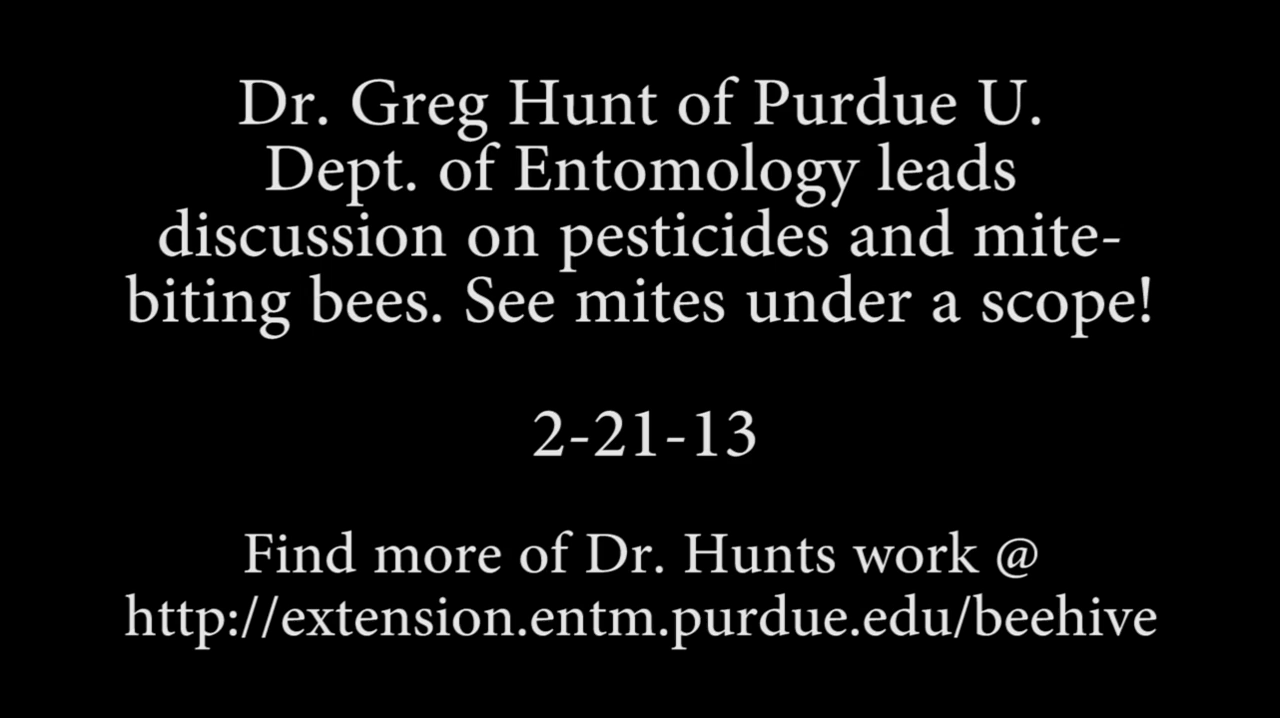 Dr. Greg Hunt of Purdue U.
Dept. of Entomology leads
discussion on pesticides and mite-
biting bees. See mites under a scope!
2-21-13
Find more of Dr. Hunts work @
http://extension.entm.purdue.edu/beehive